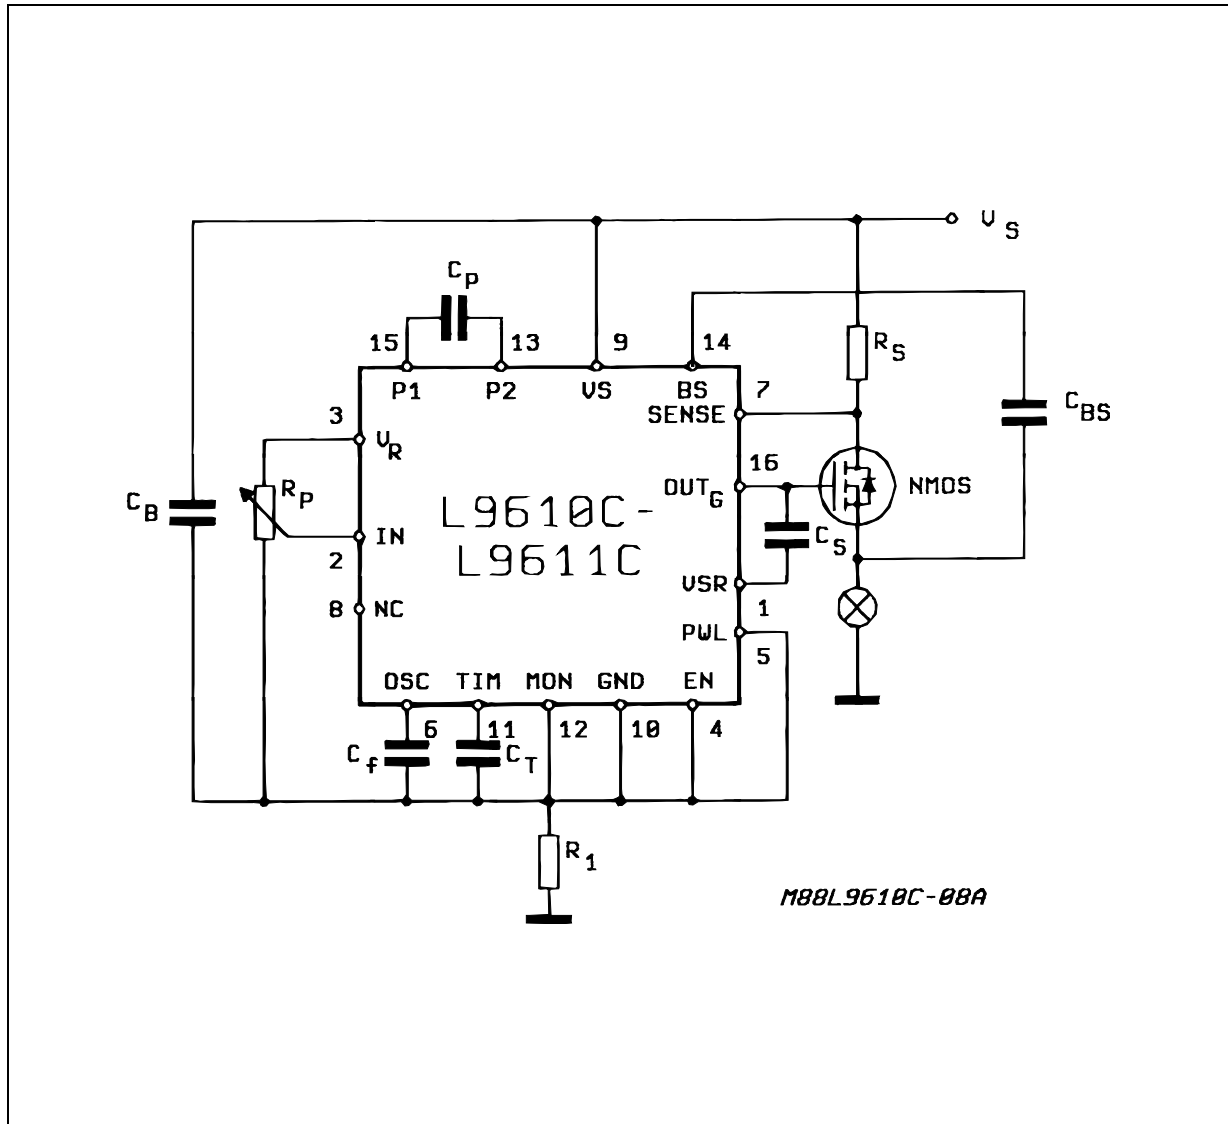 V S
C P
15 13 9 14
R S
P1 P2 VS BS 7
C BS
3 SENSE
V R
16
R P
OUT G NMOS
C B
L9610C-
C S
IN
L9611C
2
VSR
8 NC 1
PWL
5
OSC TIM MON GND EN
6 11 12 10 4
C f C T
R 1
M88L9610C-08A